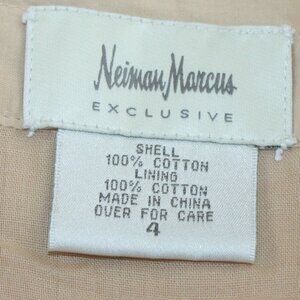 Neiman Marcus
EXCLUSIVE
SHELL
100% COTTON
LINING
100% COTTON
MADE IN CHINA
OVER FOR CARE
4